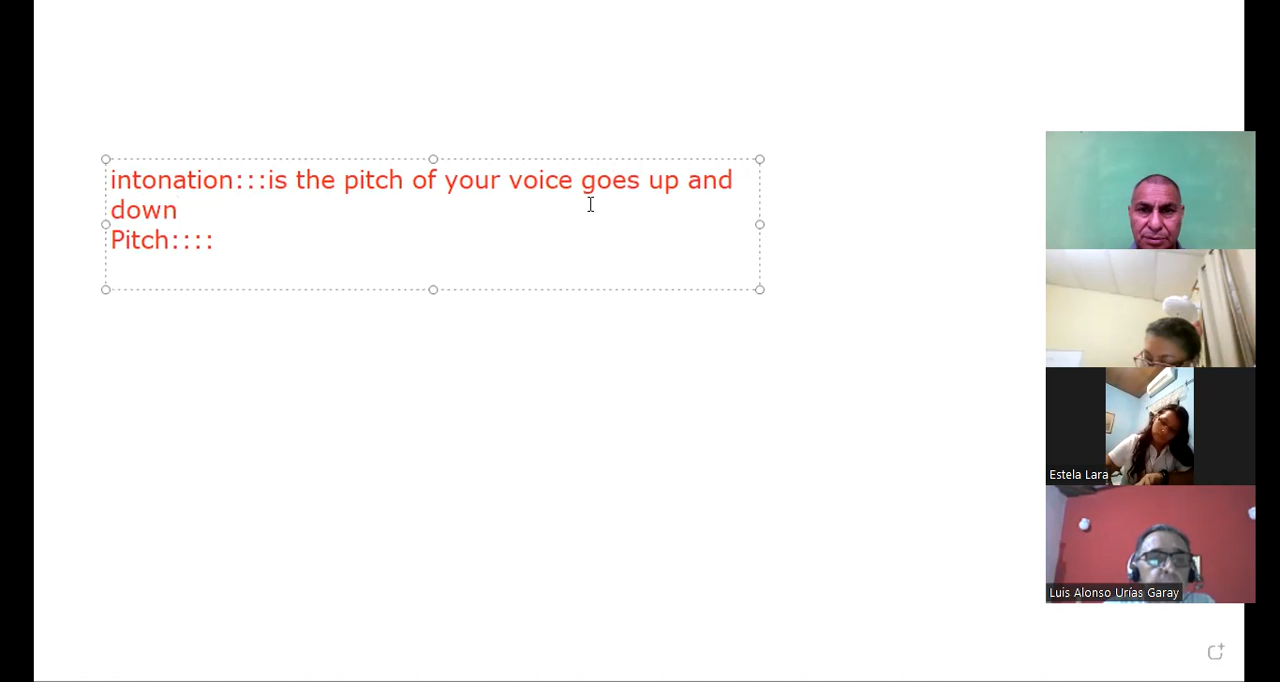 intonation:::is the pitch of your voice goes up and
down
Pitch::::
Estela Lara
Luis Alonso Urías Garay